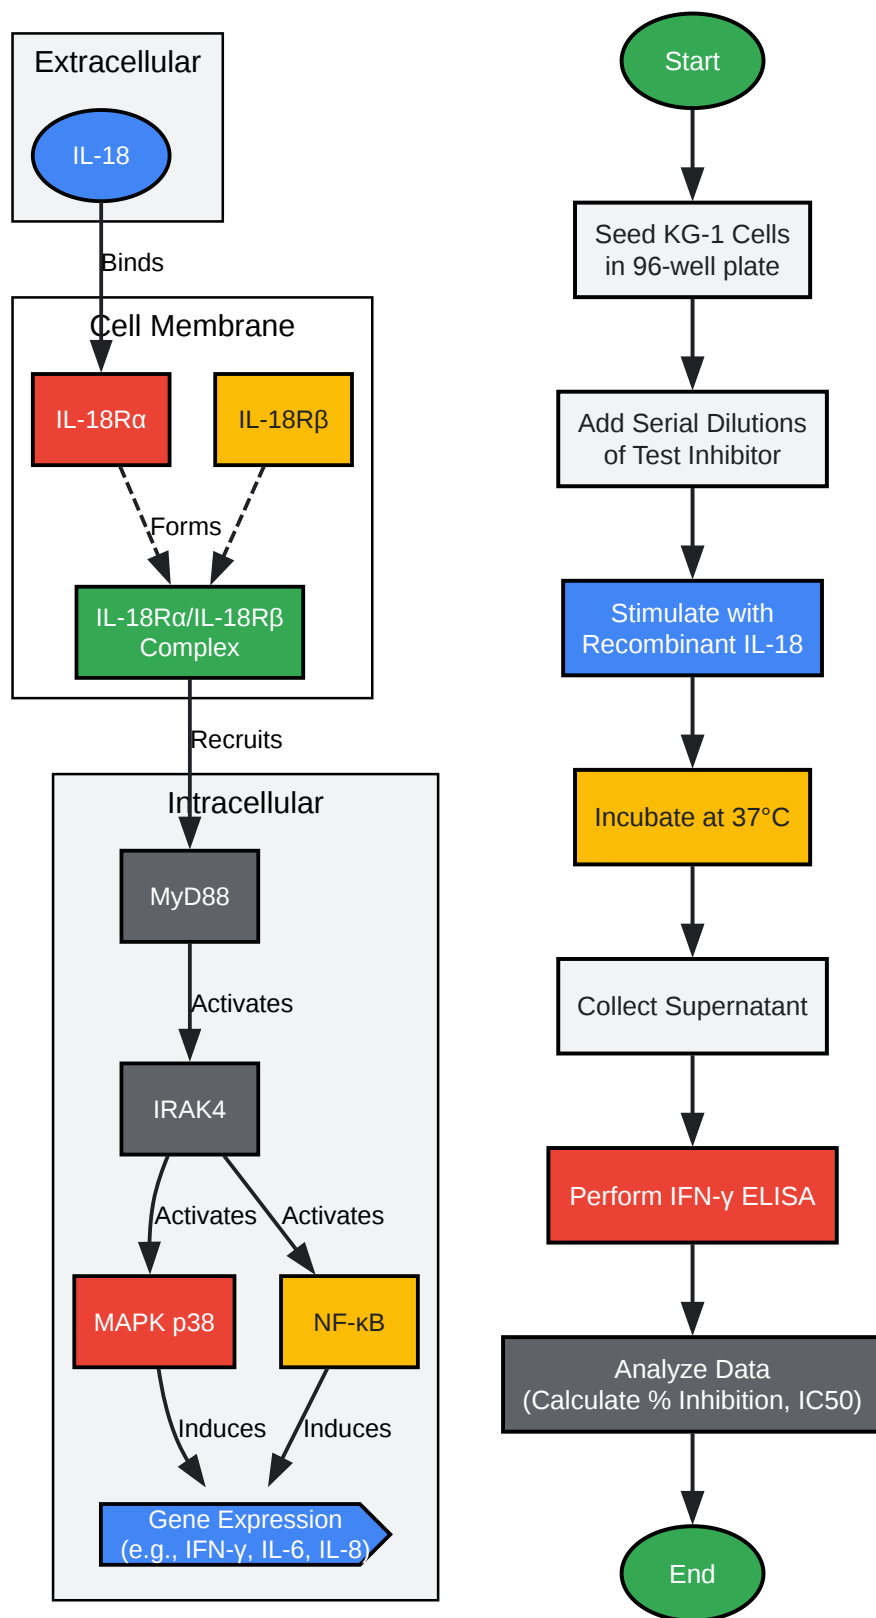 Extracellular
IL-18
Binds
Cell Membrane
IL-18Rα
IL-18Rβ
Forms
IL-18Rα/IL-18Rβ
Complex
Recruits
Intracellular
MyD88
Activates
IRAK4
Activates
Activates
MAPK p38
NF-κB
Induces
Induces
Gene Expression
(e.g., IFN-γ, IL-6, IL-8)
Start
Seed KG-1 Cells
in 96-well plate
Add Serial Dilutions
of Test Inhibitor
Stimulate with
Recombinant IL-18
Incubate at 37°C
Collect Supernatant
Perform IFN-γ ELISA
Analyze Data
(Calculate % Inhibition, IC50)
End